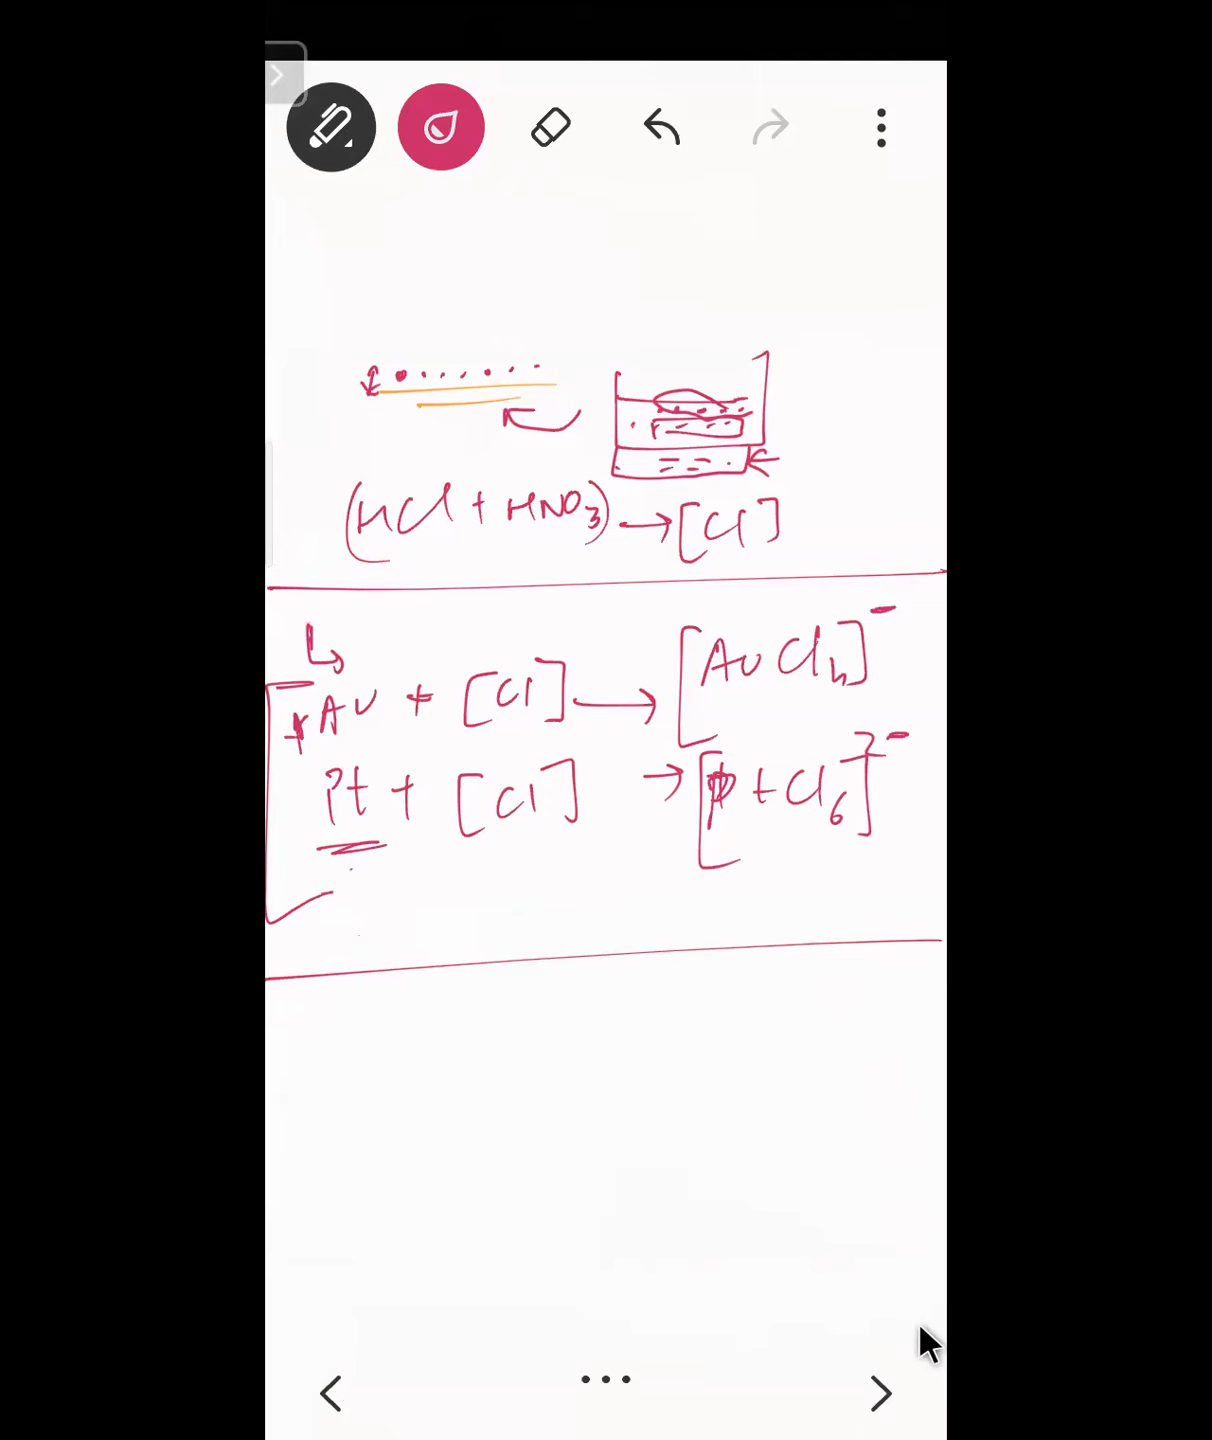 (HCl + HNO3) → [Cl]
Au + [Cl] → [AuCl4]⁻
Pt + [Cl] → [PtCl6]²⁻